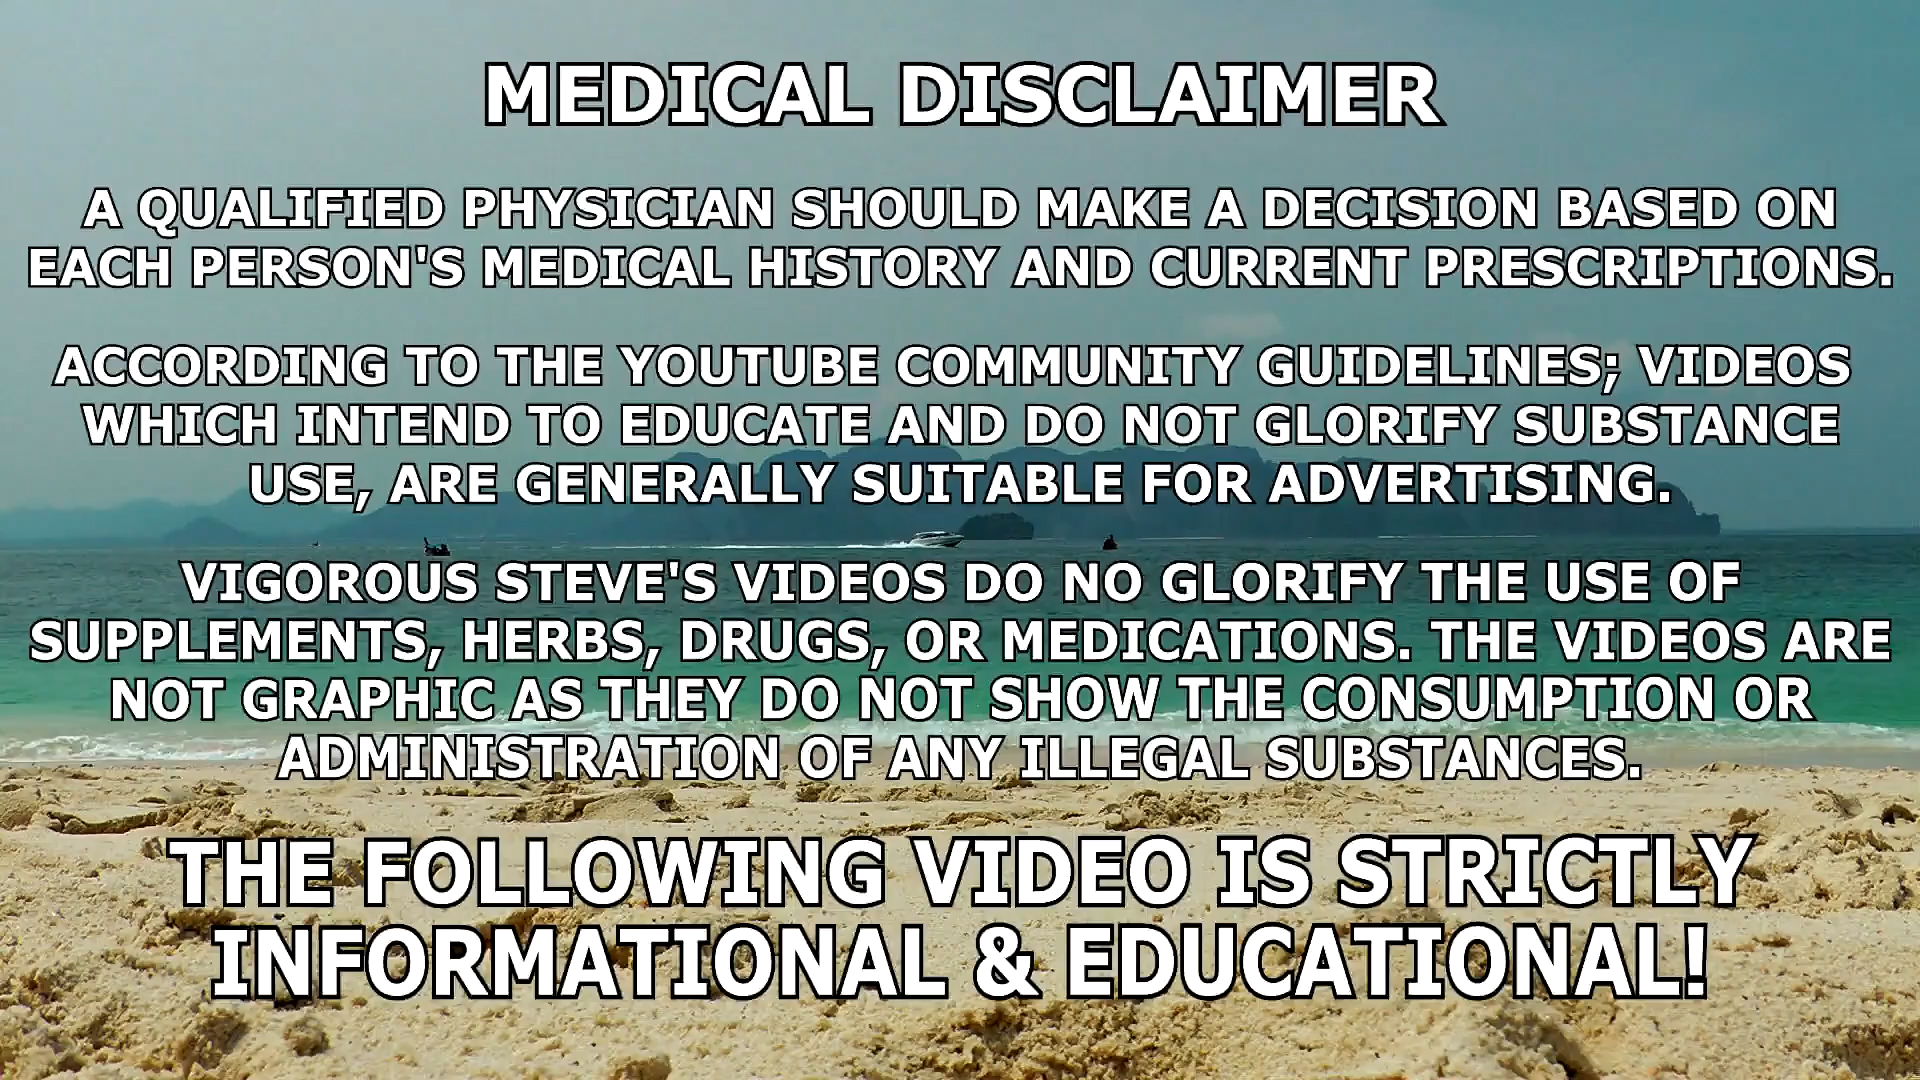 MEDICAL DISCLAIMER
A QUALIFIED PHYSICIAN SHOULD MAKE A DECISION BASED ON
EACH PERSON'S MEDICAL HISTORY AND CURRENT PRESCRIPTIONS.
ACCORDING TO THE YOUTUBE COMMUNITY GUIDELINES; VIDEOS
WHICH INTEND TO EDUCATE AND DO NOT GLORIFY SUBSTANCE
USE, ARE GENERALLY SUITABLE FOR ADVERTISING.
VIGOROUS STEVE'S VIDEOS DO NO GLORIFY THE USE OF
SUPPLEMENTS, HERBS, DRUGS, OR MEDICATIONS. THE VIDEOS ARE
NOT GRAPHIC AS THEY DO NOT SHOW THE CONSUMPTION OR
ADMINISTRATION OF ANY ILLEGAL SUBSTANCES.
THE FOLLOWING VIDEO IS STRICTLY
INFORMATIONAL & EDUCATIONAL!